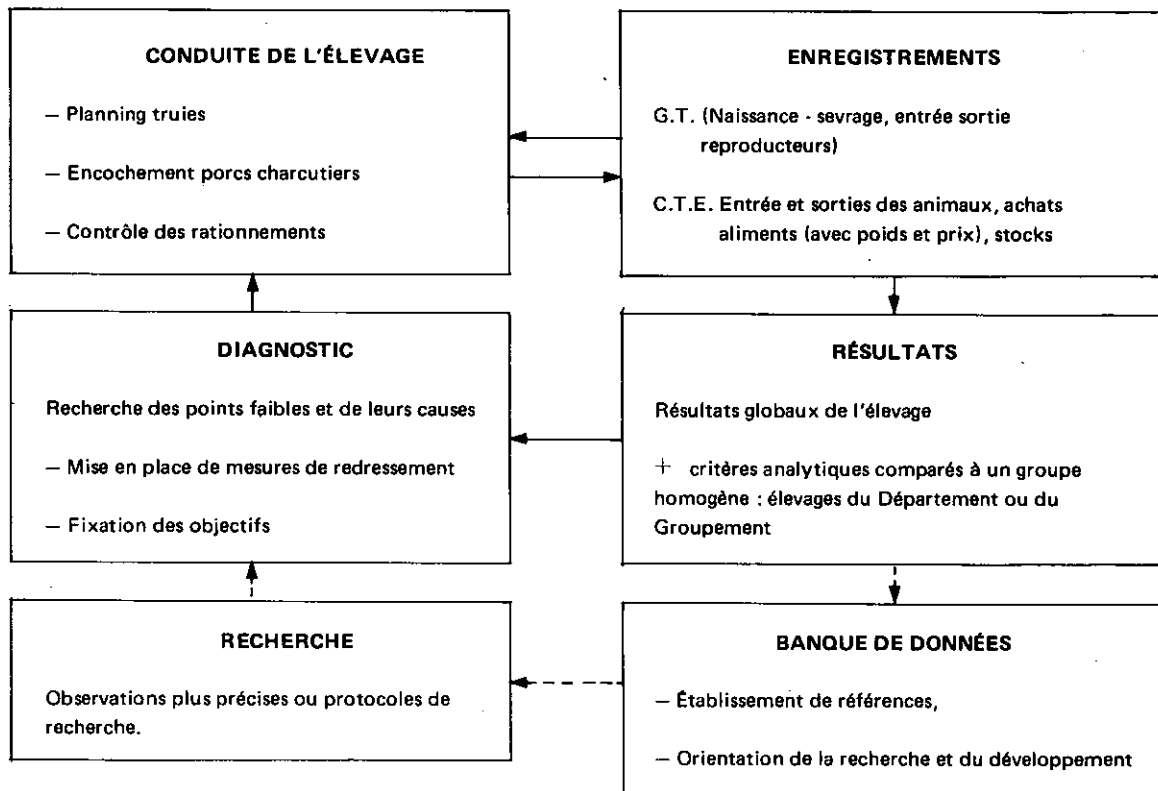 CONDUITE DE L'ÉLEVAGE
— Planning truies
— Encochement porcs charcutiers
— Contrôle des rationnements
ENREGISTREMENTS
G.T. (Naissance - sevrage, entrée sortie
reproducteurs)
C.T.E. Entrée et sorties des animaux, achats
aliments (avec poids et prix), stocks
DIAGNOSTIC
Recherche des points faibles et de leurs causes
— Mise en place de mesures de redressement
— Fixation des objectifs
RÉSULTATS
Résultats globaux de l'élevage
+ critères analytiques comparés à un groupe
homogène : élevages du Département ou du
Groupement
RECHERCHE
Observations plus précises ou protocoles de
recherche.
BANQUE DE DONNÉES
— Établissement de références,
— Orientation de la recherche et du développement